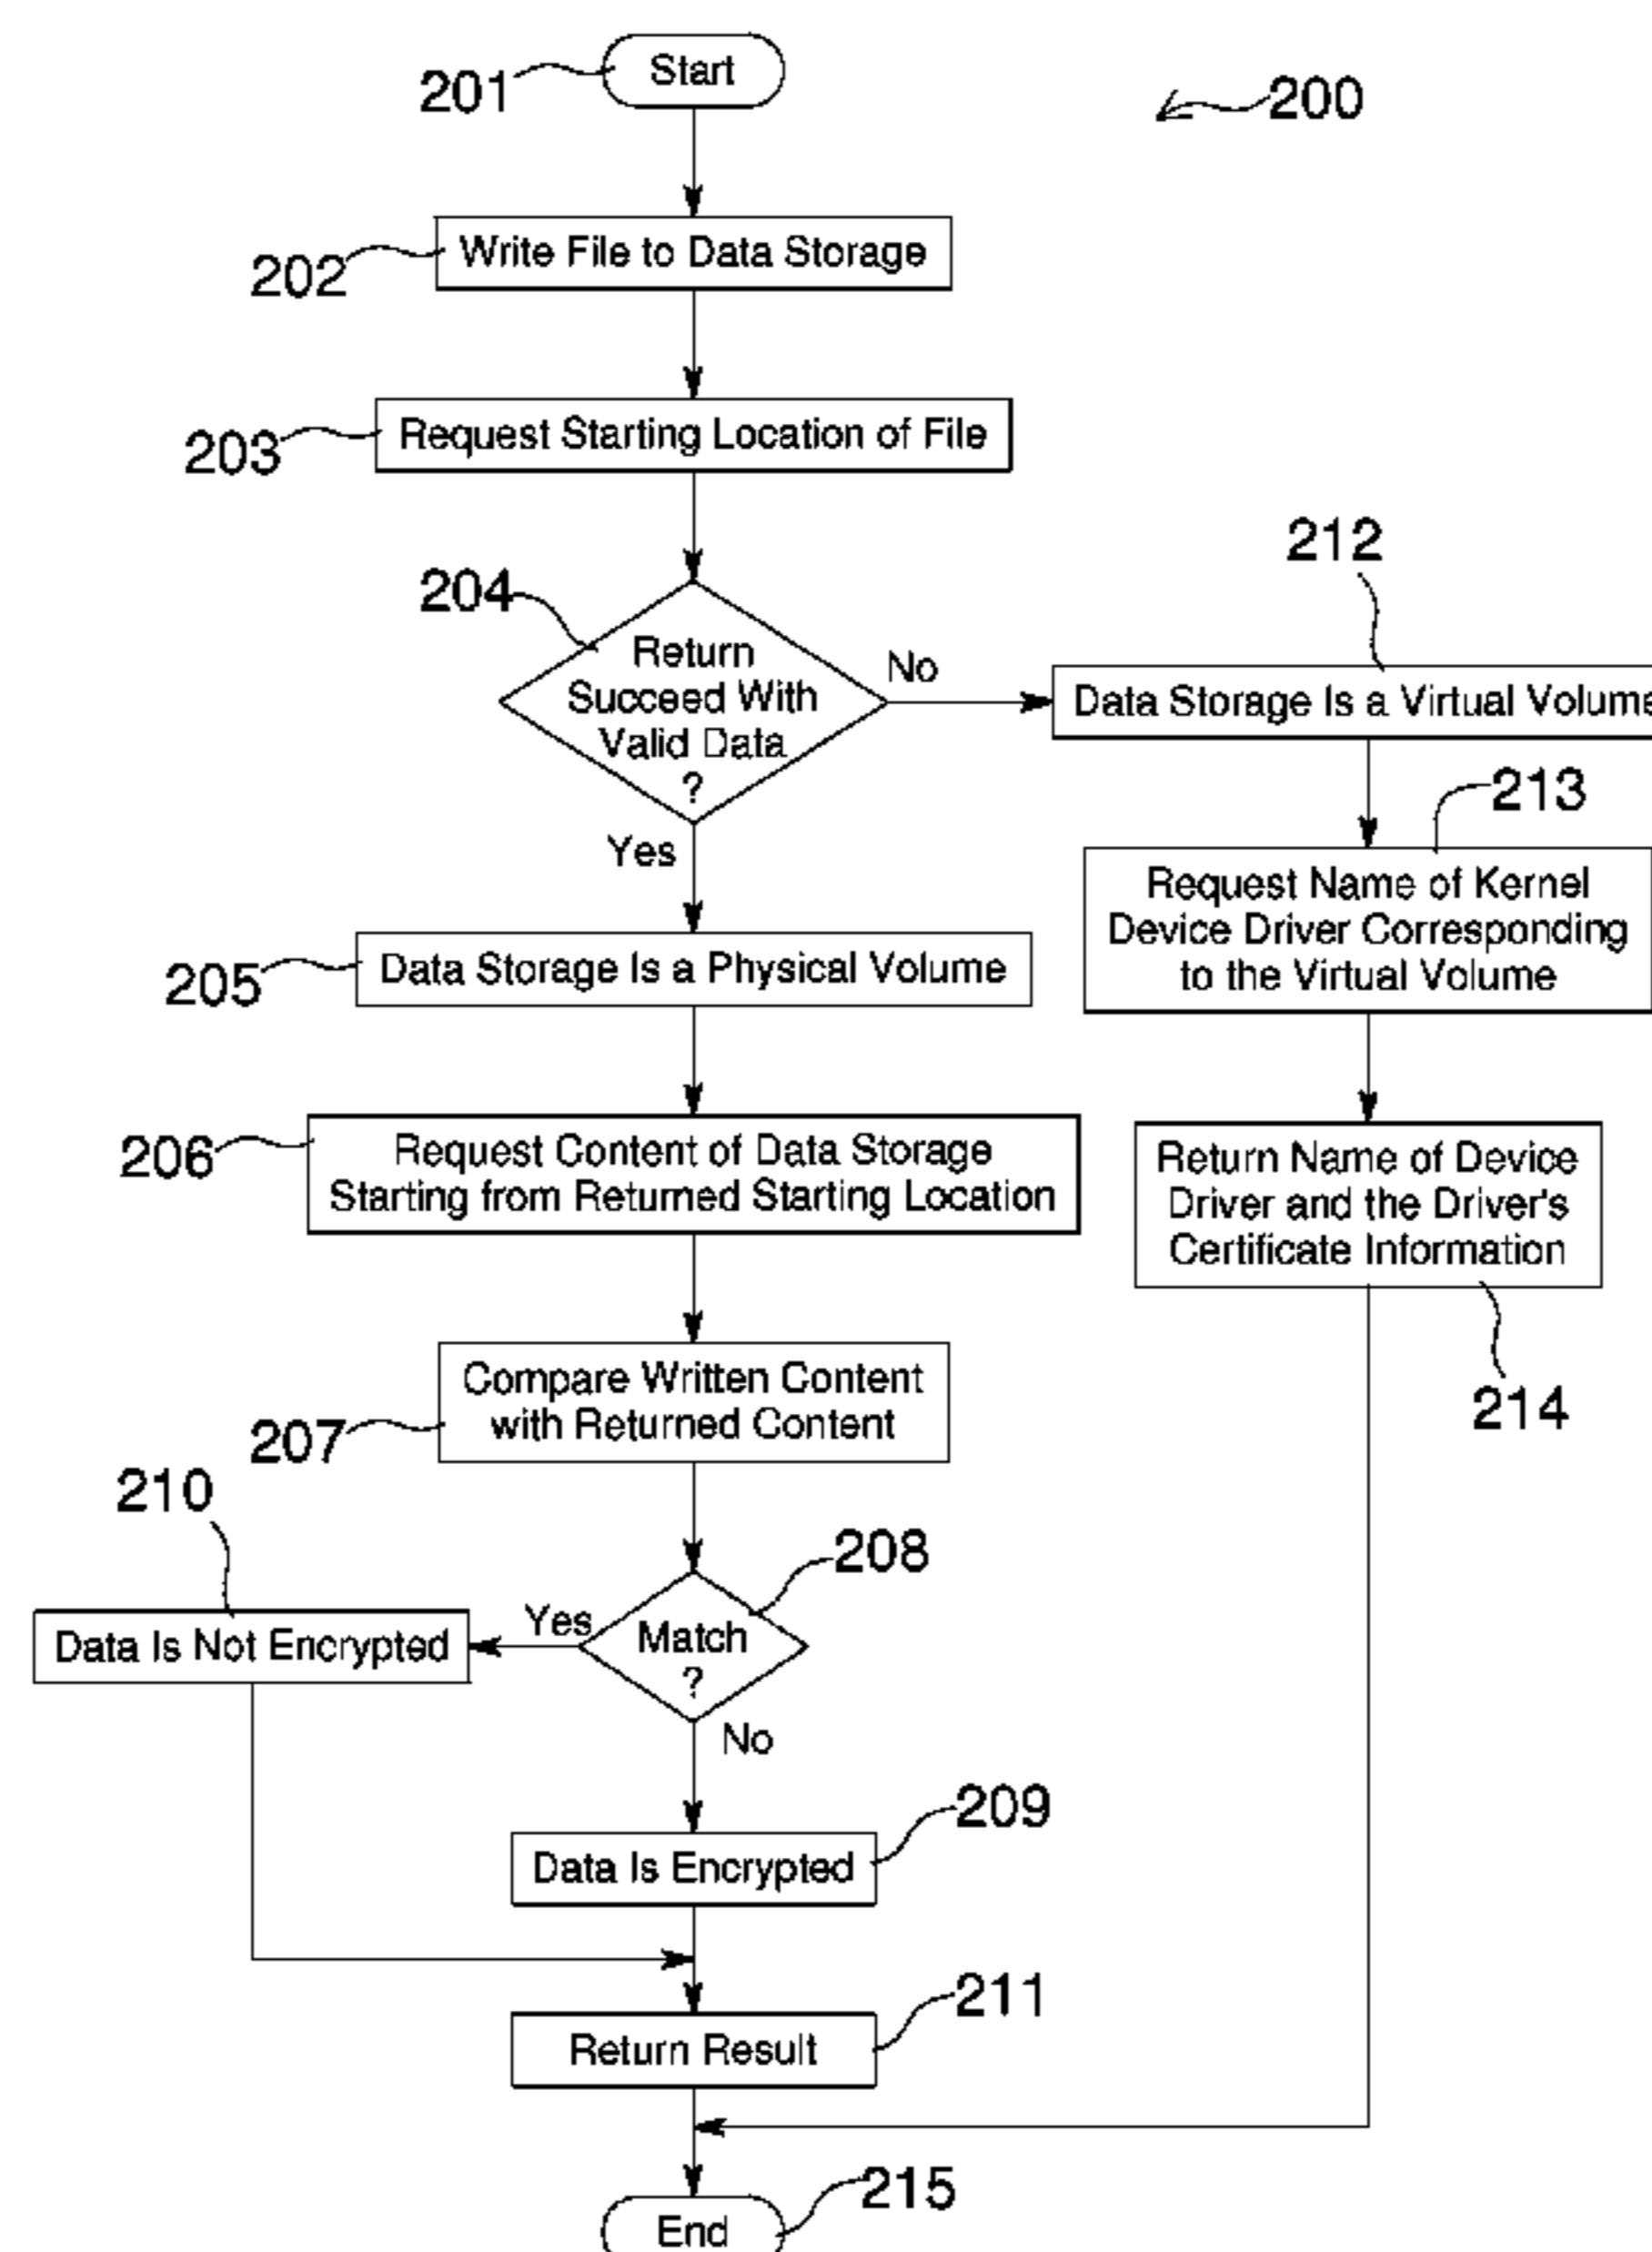 Start
201
200
Write File to Data Storage
202
Request Starting Location of File
203
204
Return
Succeed With
Valid Data
?
No
Yes
212
Data Storage Is a Virtual Volume
213
Request Name of Kernel
Device Driver Corresponding
to the Virtual Volume
Data Storage Is a Physical Volume
205
Request Content of Data Storage
Starting from Returned Starting Location
206
Return Name of Device
Driver and the Driver's
Certificate Information
214
Compare Written Content
with Returned Content
207
210
208
Data Is Not Encrypted
Yes
Match
?
No
209
Data Is Encrypted
211
Return Result
215
End